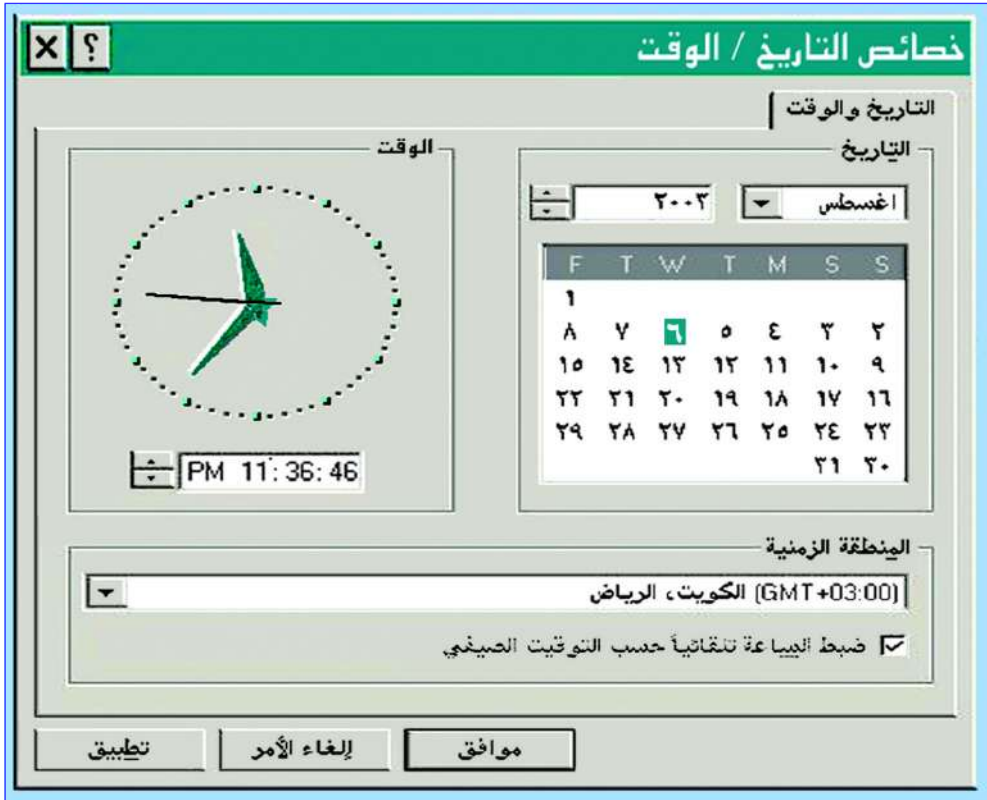 خصائص التاريخ / الوقت
؟
التاريخ والوقت
التاريخ
اغسطس
٢٠٠٣
S S M T W T F
١
٢ ٣ ٤ ٥ ٦ ٧ ٨
٩ ١٠ ١١ ١٢ ١٣ ١٤ ١٥
١٦ ١٧ ١٨ ١٩ ٢٠ ٢١ ٢٢
٢٣ ٢٤ ٢٥ ٢٦ ٢٧ ٢٨ ٢٩
٣٠ ٣١
الوقت
PM 11:36:46
المنطقة الزمنية
(GMT+03:00) الكويت، الرياض
ضبط الساعة تلقائياً حسب التوقيت الصيفي
موافق
إلغاء الأمر
تطبيق